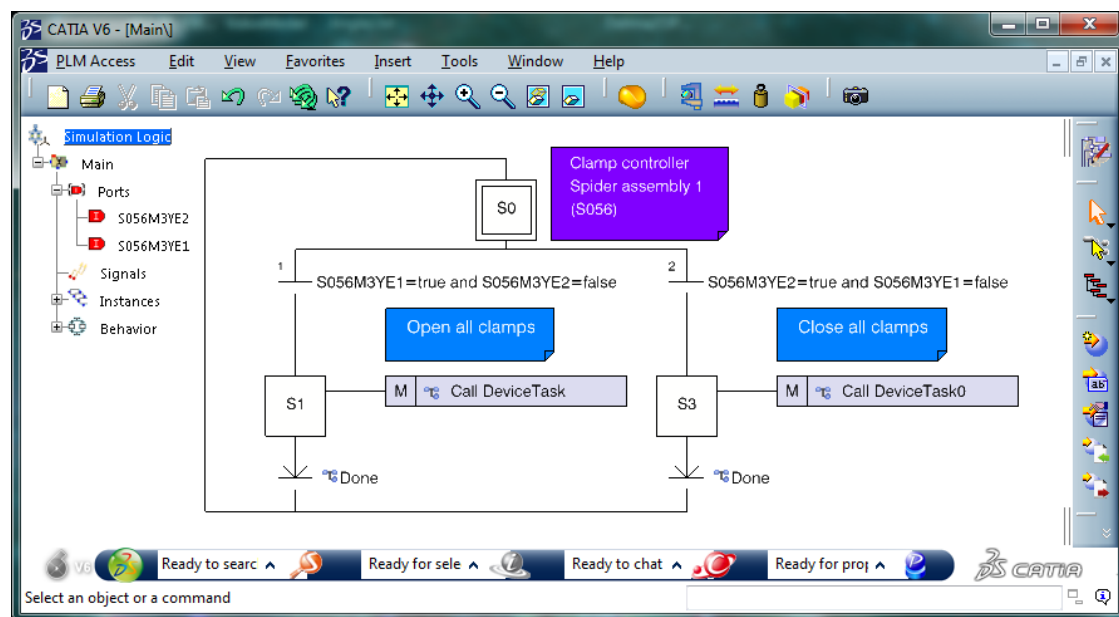 CATIA V6 - [Main\]
PLM Access Edit View Favorites Insert Tools Window Help
Simulation Logic
Main
Ports
S056M3YE2
S056M3YE1
Signals
Instances
Behavior
S0
Clamp controller
Spider assembly 1
(S056)
1
S056M3YE1=true and S056M3YE2=false
2
S056M3YE2=true and S056M3YE1=false
Open all clamps
Close all clamps
S1
M Call DeviceTask
S3
M Call DeviceTask0
Done
Done
ab
V6
Ready to searc
Ready for sele
Ready to chat
Ready for prop
CATIA
Select an object or a command